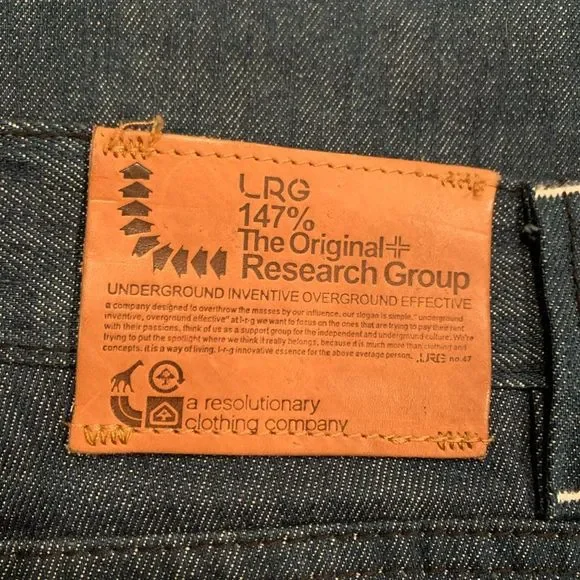 LRG
147%
The Original
Research Group
UNDERGROUND INVENTIVE OVERGROUND EFFECTIVE
a company designed to overthrow the masses by our influence. our slogan is simple, "underground
inventive, overground effective" at l-r-g we want to focus on the ones that are trying to pay their rent
with their passions, think of us as a support group for the independent and underground culture. We're
trying to put the spotlight where we think it really belongs, because it is much more than clothing and
concepts. it is a way of living. l-r-g innovative essence for the above average person. .LRG no.47
a resolutionary
clothing company